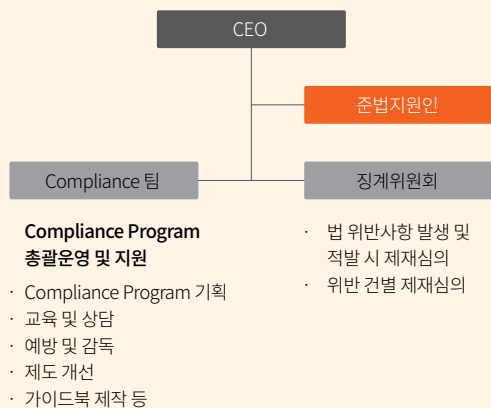 CEO
준법지원인
Compliance 팀
징계위원회
Compliance Program
총괄운영 및 지원
· Compliance Program 기획
· 교육 및 상담
· 예방 및 감독
· 제도 개선
· 가이드북 제작 등
· 법 위반사항 발생 및
적발 시 제재심의
· 위반 건별 제재심의